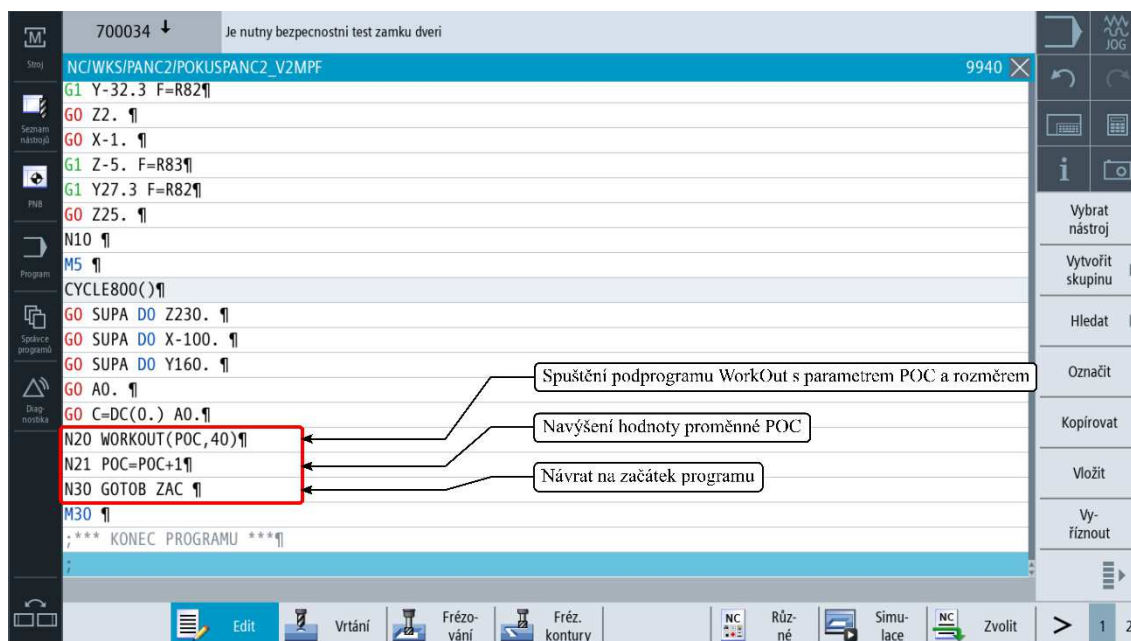 M
Stroj
700034
Je nutny bezpecnostni test zamku dveri
JOG
NC/WKS/PANC2/POKUSPANC2_V2MPF
9940
G1 Y-32.3 F=R82¶
G0 Z2. ¶
G0 X-1. ¶
G1 Z-5. F=R83¶
G1 Y27.3 F=R82¶
G0 Z25. ¶
N10 ¶
M5 ¶
CYCLE800()¶
G0 SUPA D0 Z230. ¶
G0 SUPA D0 X-100. ¶
G0 SUPA D0 Y160. ¶
G0 A0. ¶
G0 C=DC(0.) A0.¶
N20 WORKOUT(POC,40)¶
N21 POC=POC+1¶
N30 GOTOB ZAC ¶
M30 ¶
;*** KONEC PROGRAMU ***¶
;
Spuštění podprogramu WorkOut s parametrem POC a rozměrem
Navýšení hodnoty proměnné POC
Návrat na začátek programu
Seznam
nástrojů
PNB
Program
Správce
programů
Diag-
nostika
i
Vybrat
nástroj
Vytvořit
skupinu
Hledat
Označit
Kopírovat
Vložit
Vy-
říznout
Edit
Vrtání
Frézo-
vání
Fréz.
kontury
NC
Růz-
né
Simu-
lace
NC
Zvolit
>
1
2